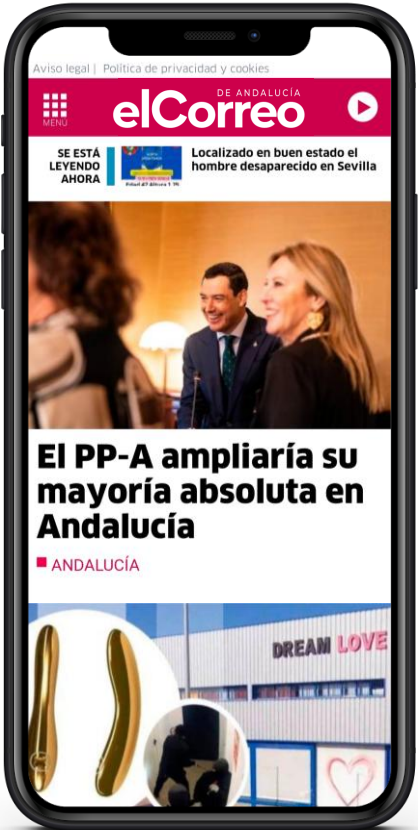 Aviso legal | Política de privacidad y cookies
DE ANDALUCÍA
MENÚ
elCorreo
SE ESTÁ
LEYENDO
AHORA
Localizado en buen estado el
hombre desaparecido en Sevilla
El PP-A ampliaría su
mayoría absoluta en
Andalucía
ANDALUCÍA
DREAM LOVE